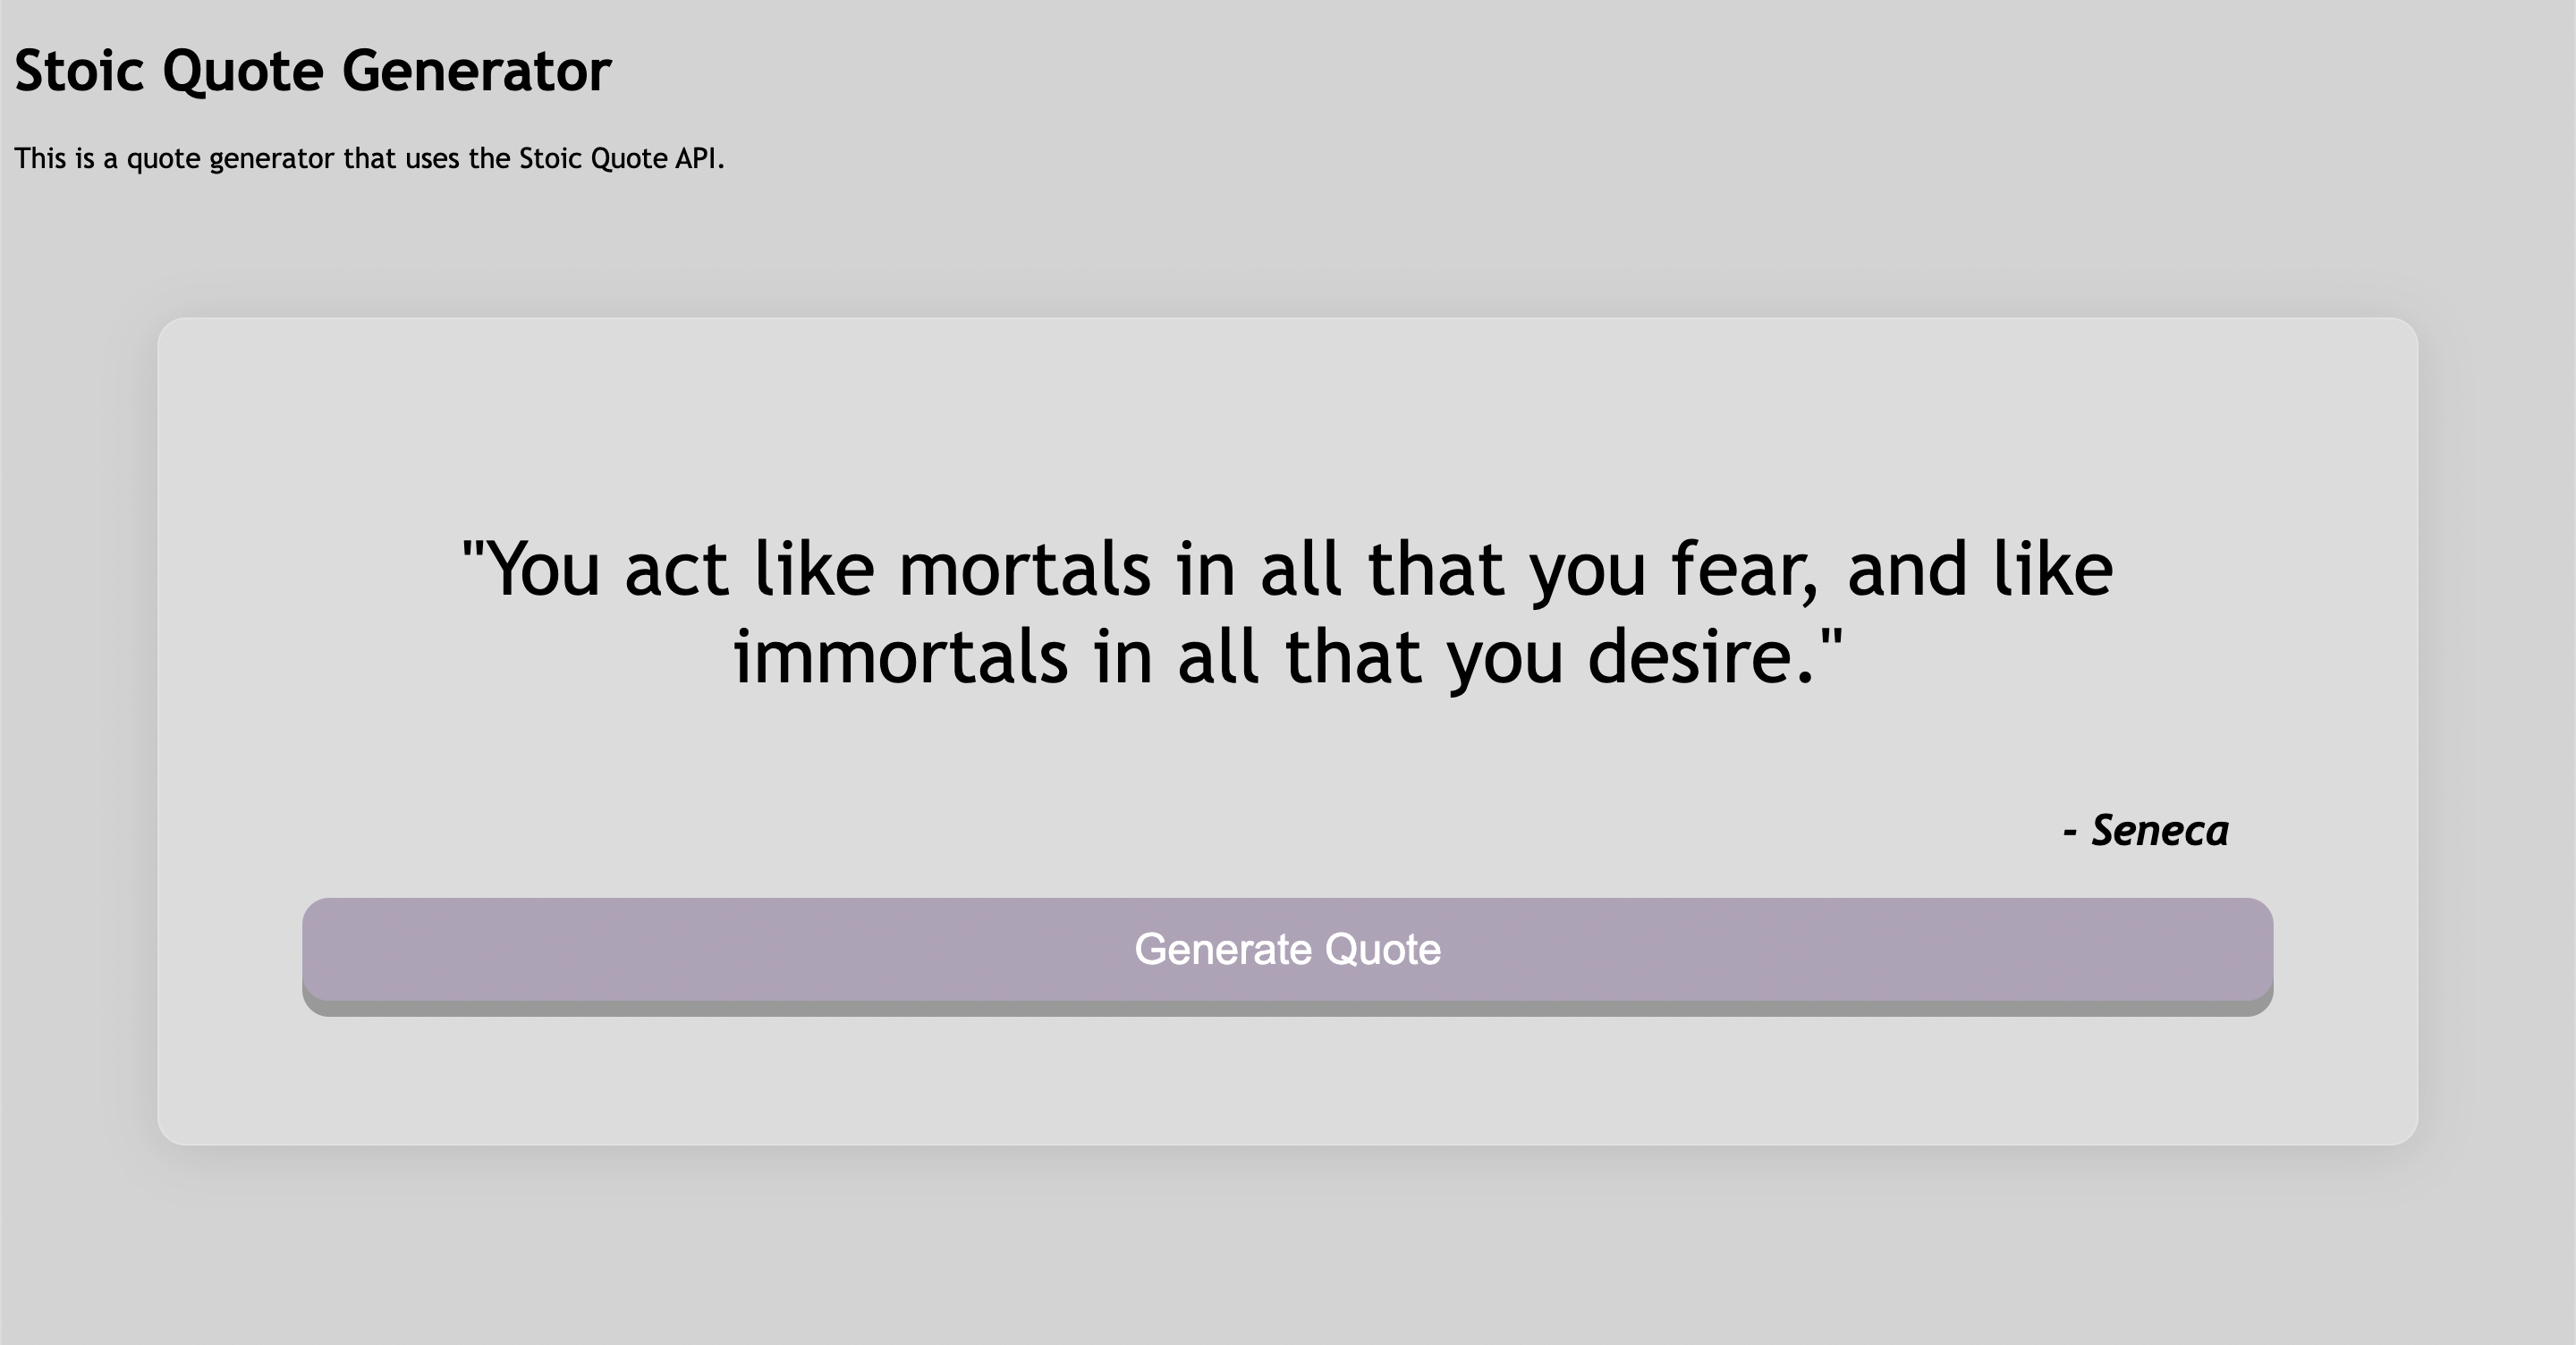 Stoic Quote Generator
This is a quote generator that uses the Stoic Quote API.
"You act like mortals in all that you fear, and like
immortals in all that you desire."
- Seneca
Generate Quote